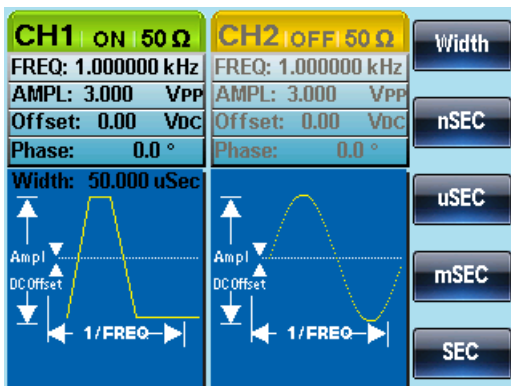 CH1 ON 50 Ω
FREQ: 1.000000 kHz
AMPL: 3.000 VPP
Offset: 0.00 VDC
Phase: 0.0 °
Width: 50.000 uSec
Ampl
DC Offset
1/FREQ
CH2 OFF 50 Ω
FREQ: 1.000000 kHz
AMPL: 3.000 VPP
Offset: 0.00 VDC
Phase: 0.0 °
Ampl
DC Offset
1/FREQ
Width
nSEC
uSEC
mSEC
SEC